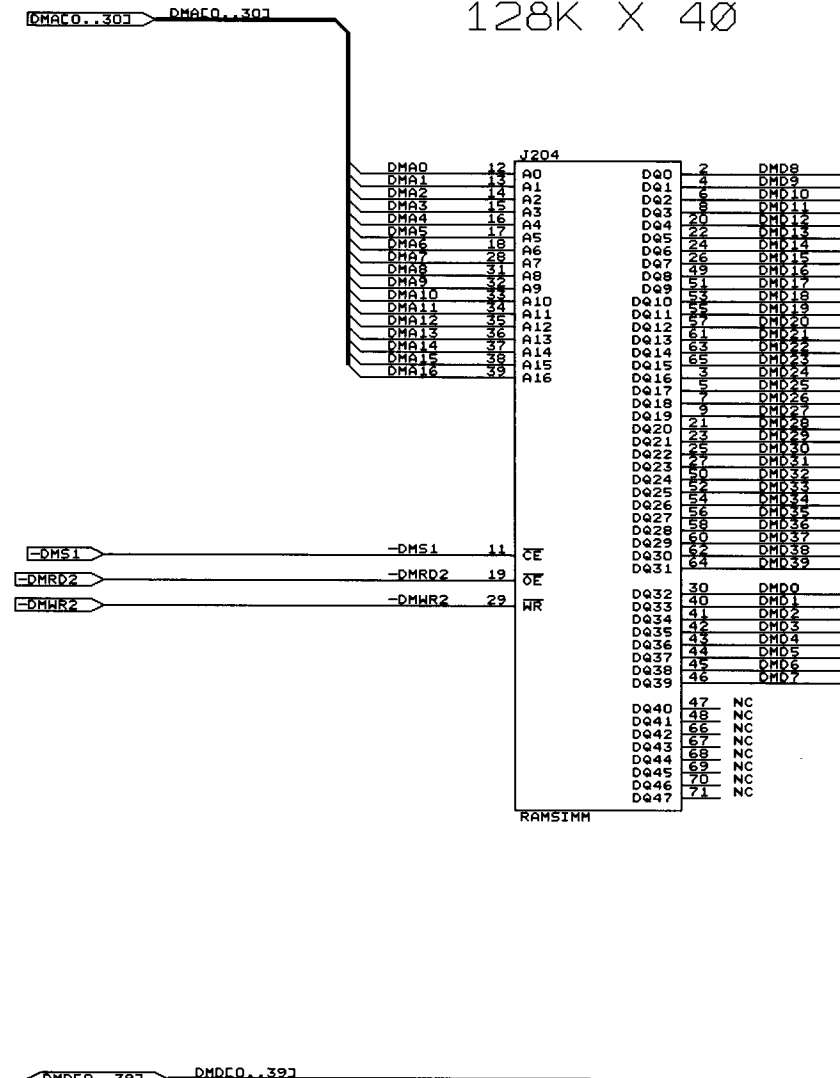 128K X 40
DMA[0..30] DMA[0..30]
J204
DMA0 12 A0 DQ0 2 DMD8
DMA1 13 A1 DQ1 4 DMD9
DMA2 14 A2 DQ2 6 DMD10
DMA3 15 A3 DQ3 8 DMD11
DMA4 16 A4 DQ4 20 DMD12
DMA5 17 A5 DQ5 22 DMD13
DMA6 18 A6 DQ6 24 DMD14
DMA7 28 A7 DQ7 26 DMD15
DMA8 31 A8 DQ8 49 DMD16
DMA9 32 A9 DQ9 51 DMD17
DMA10 33 A10 DQ10 53 DMD18
DMA11 34 A11 DQ11 55 DMD19
DMA12 35 A12 DQ12 57 DMD20
DMA13 36 A13 DQ13 61 DMD21
DMA14 37 A14 DQ14 63 DMD22
DMA15 38 A15 DQ15 65 DMD23
DMA16 39 A16 DQ16 3 DMD24
DQ17 5 DMD25
DQ18 7 DMD26
DQ19 9 DMD27
DQ20 21 DMD28
DQ21 23 DMD29
DQ22 25 DMD30
DQ23 27 DMD31
DQ24 50 DMD32
DQ25 52 DMD33
DQ26 54 DMD34
DQ27 56 DMD35
DQ28 58 DMD36
DQ29 60 DMD37
-DMS1 -DMS1 11 CE DQ30 62 DMD38
DQ31 64 DMD39
-DMRD2 -DMRD2 19 OE
DQ32 30 DMD0
-DMWR2 -DMWR2 29 WR DQ33 40 DMD1
DQ34 41 DMD2
DQ35 42 DMD3
DQ36 43 DMD4
DQ37 44 DMD5
DQ38 45 DMD6
DQ39 46 DMD7
DQ40 47 NC
DQ41 48 NC
DQ42 66 NC
DQ43 67 NC
DQ44 68 NC
DQ45 69 NC
DQ46 70 NC
DQ47 71 NC
RAMSIMM
DMD[0..39] DMD[0..39]